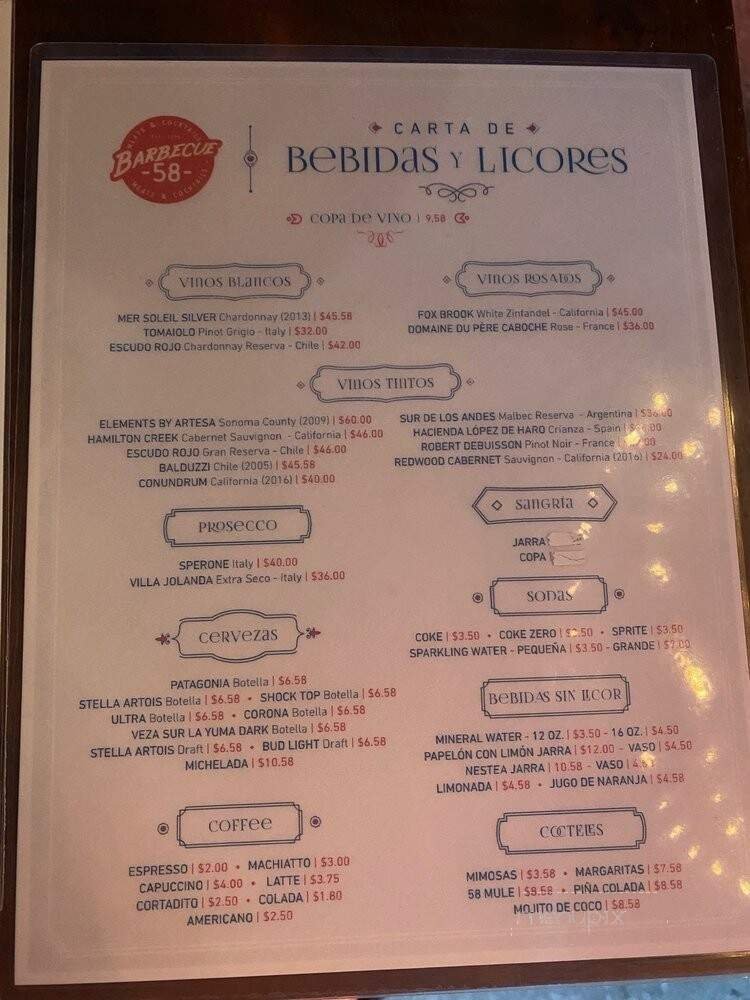 MEATS & COCKTAILS
BARBECUE
-58-
MEATS & COCKTAILS
CARTA DE
BEBIDAS Y LICORES
COPA DE VINO | 9.58
VINOS BLANCOS
MER SOLEIL SILVER Chardonnay (2013) | $45.58
TOMAIOLO Pinot Grigio - Italy | $32.00
ESCUDO ROJO Chardonnay Reserva - Chile | $42.00
VINOS ROSADOS
FOX BROOK White Zinfandel - California | $45.00
DOMAINE DU PÈRE CABOCHE Rose - France | $36.00
VINOS TINTOS
ELEMENTS BY ARTESA Sonoma County (2009) | $60.00
HAMILTON CREEK Cabernet Sauvignon - California | $46.00
ESCUDO ROJO Gran Reserva - Chile | $46.00
BALDUZZI Chile (2005) | $45.58
CONUNDRUM California (2016) | $40.00
SUR DE LOS ANDES Malbec Reserva - Argentina |
HACIENDA LÓPEZ DE HARO Crianza - Spain |
ROBERT DEBUISSON Pinot Noir - France |
REDWOOD CABERNET Sauvignon - California (2016) | $24.00
PROSECCO
SPERONE Italy | $40.00
VILLA JOLANDA Extra Seco - Italy | $36.00
SANGRIA
JARRA
COPA |
SODAS
COKE | $3.50 • COKE ZERO | • SPRITE | $3.50
SPARKLING WATER - PEQUEÑA | $3.50 - GRANDE | $7.00
CERVEZAS
PATAGONIA Botella | $6.58
STELLA ARTOIS Botella | $6.58 • SHOCK TOP Botella | $6.58
ULTRA Botella | $6.58 • CORONA Botella | $6.58
VEZA SUR LA YUMA DARK Botella | $6.58
STELLA ARTOIS Draft | $6.58 • BUD LIGHT Draft | $6.58
MICHELADA | $10.58
BEBIDAS SIN LICOR
MINERAL WATER - 12 OZ. | $3.50 - 16 OZ. | $4.50
PAPELÓN CON LIMÓN JARRA | $12.00 - VASO | $4.50
NESTEA JARRA | 10.58 - VASO |
LIMONADA | $4.58 • JUGO DE NARANJA | $4.58
COFFEE
ESPRESSO | $2.00 • MACHIATTO | $3.00
CAPUCCINO | $4.00 • LATTE | $3.75
CORTADITO | $2.50 • COLADA | $1.80
AMERICANO | $2.50
COCTELES
MIMOSAS | $3.58 • MARGARITAS | $7.58
58 MULE | $9.58 • PIÑA COLADA | $8.58
MOJITO DE COCO | $8.58
menupix